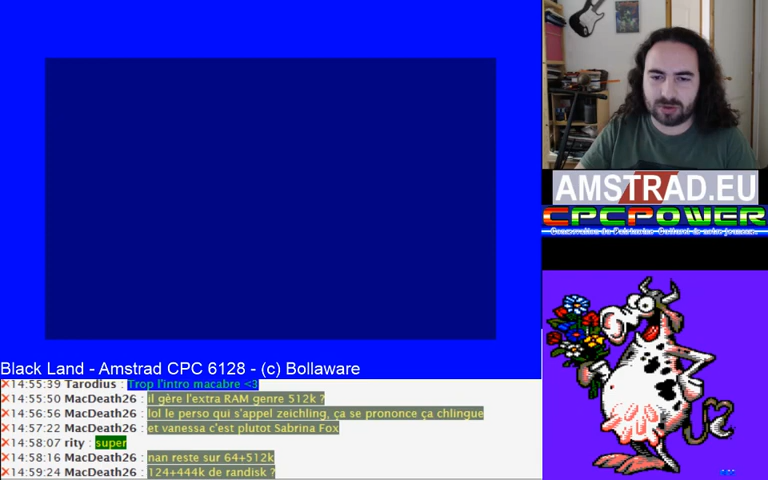 AMSTRAD.EU
CPCPOWER
Black Land - Amstrad CPC 6128 - (c) Bollaware
14:55:39 Tarodius : Trop l'intro macabre <3
14:55:50 MacDeath26 : il gère l'extra RAM genre 512k ?
14:56:56 MacDeath26 : lol le perso qui s'appel zeichling, ça se prononce ça chlingue
14:57:22 MacDeath26 : et vanessa c'est plutot Sabrina Fox
14:58:07 rity : super
14:58:16 MacDeath26 : nan reste sur 64+512k
14:59:24 MacDeath26 : 124+444k de randisk ?